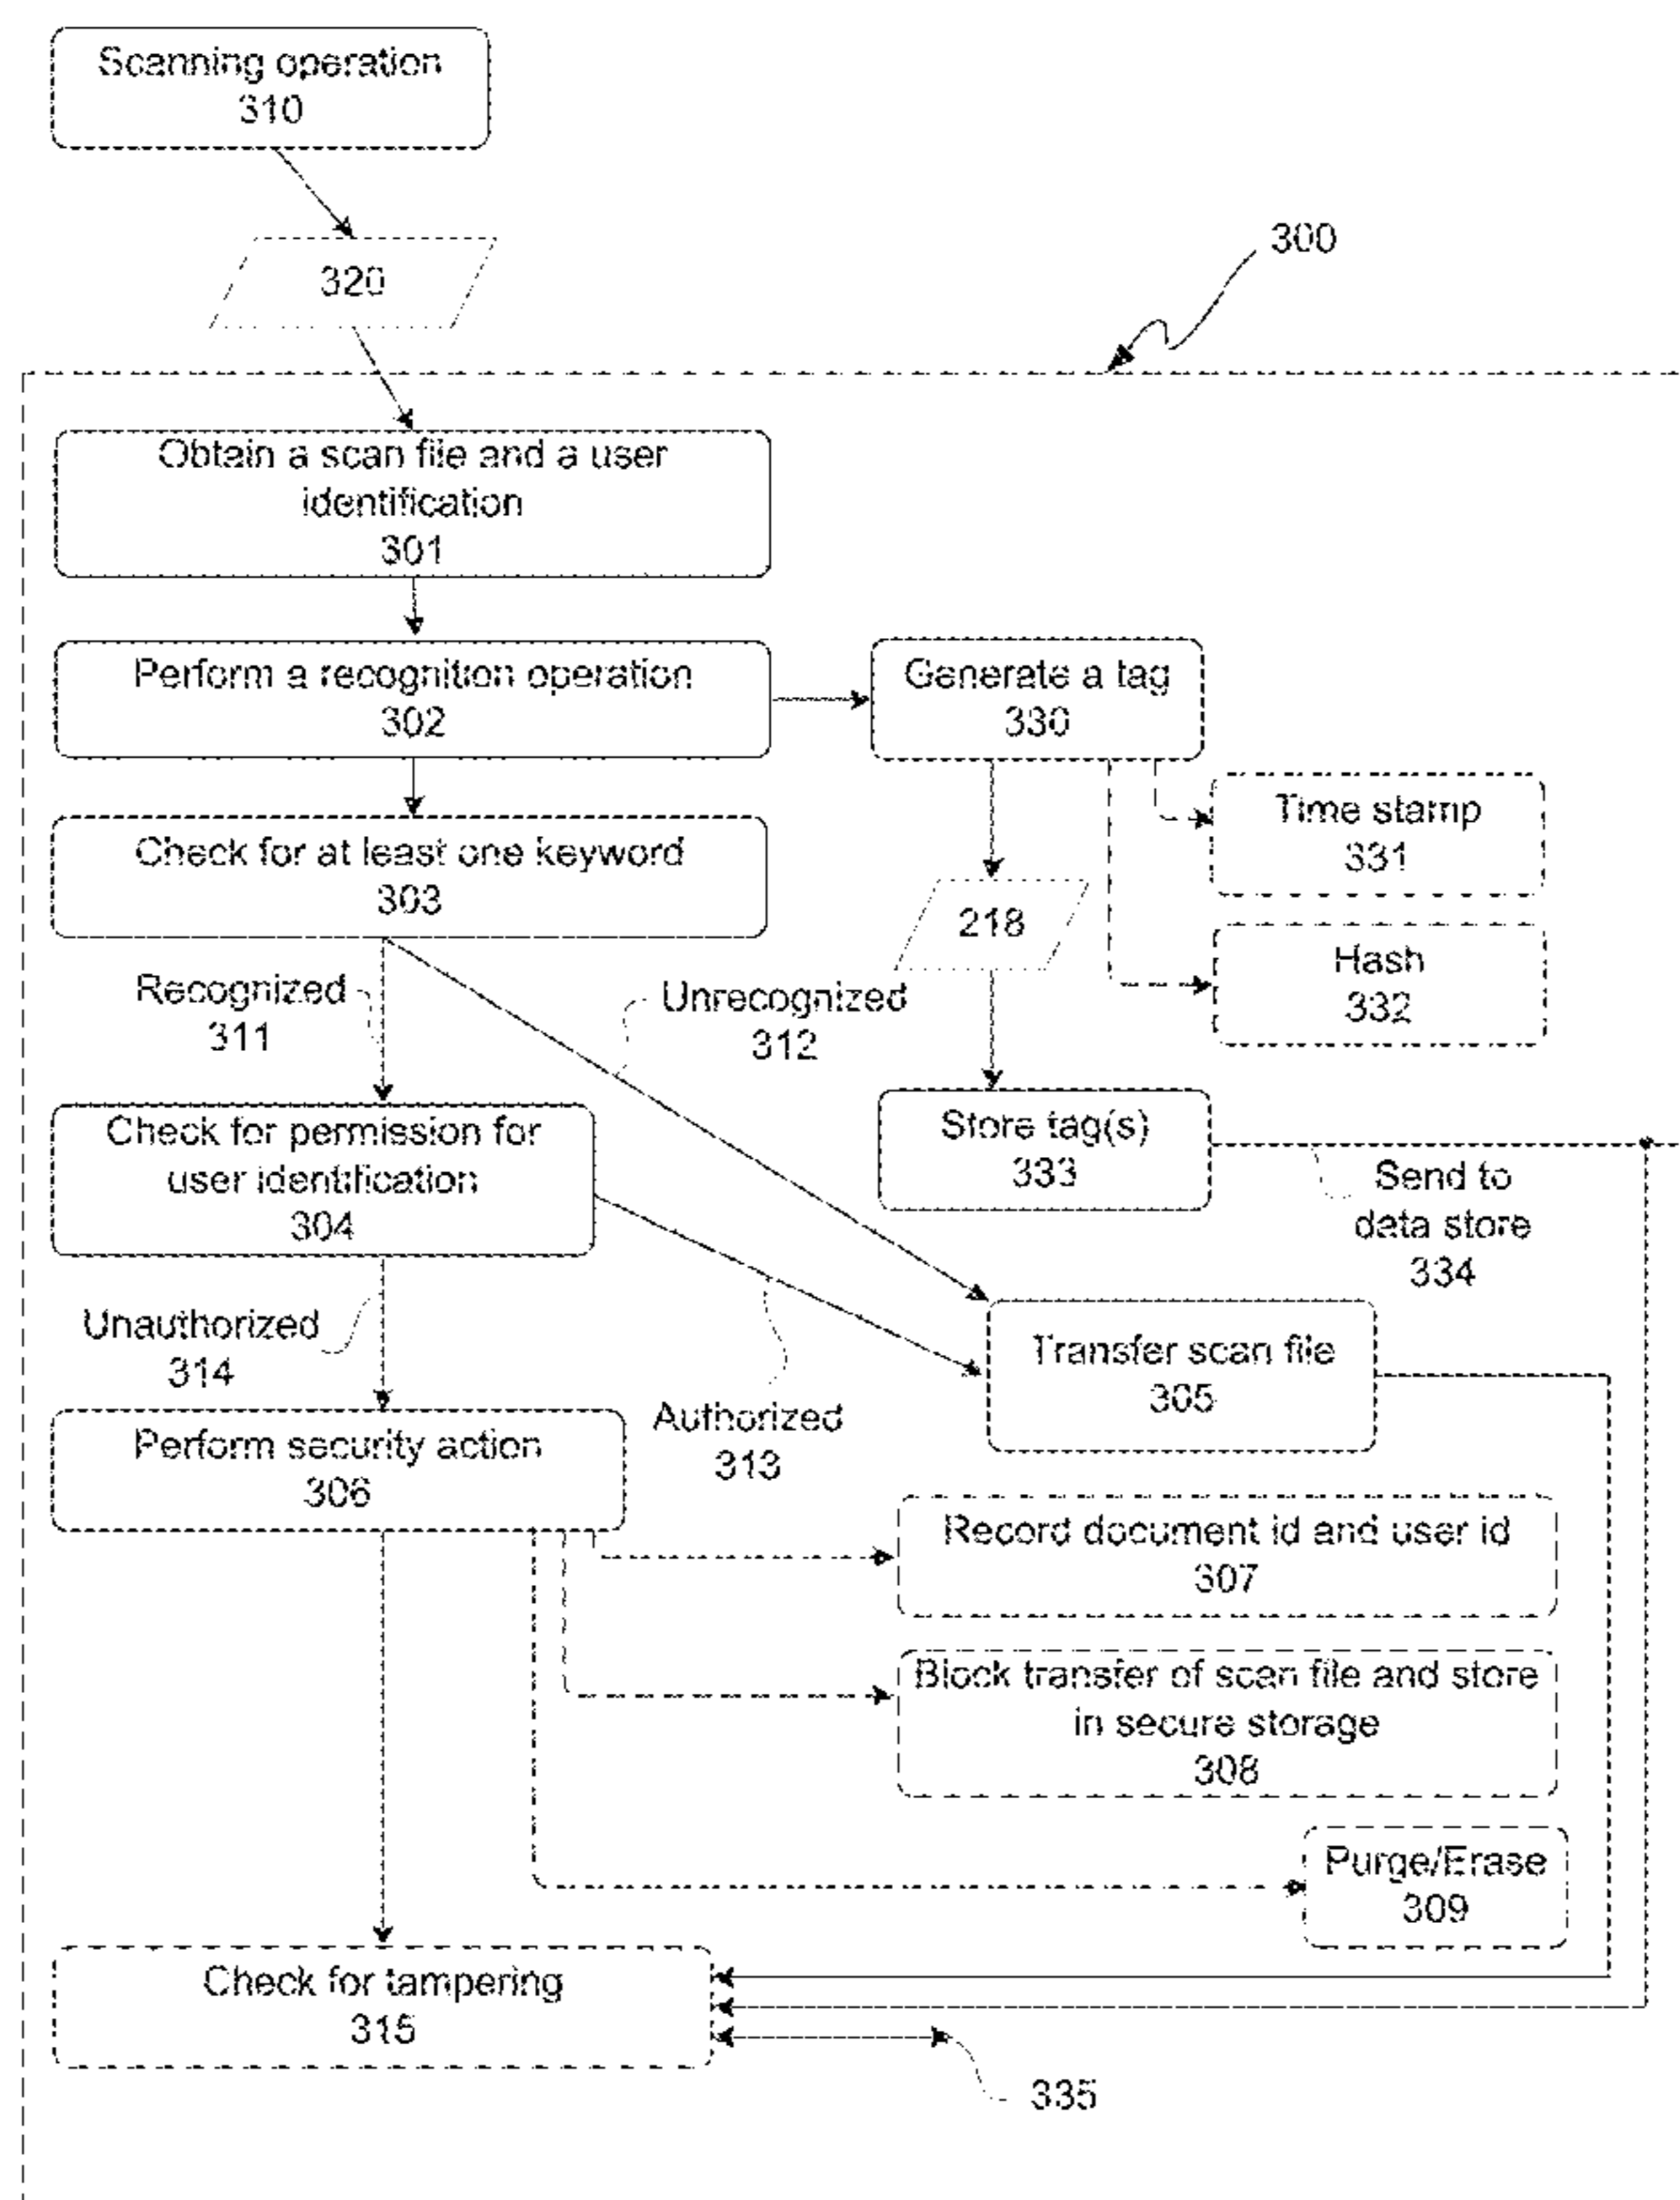 Scanning operation
310
320
300
Obtain a scan file and a user
identification
301
Perform a recognition operation
302
Generate a tag
330
Time stamp
331
Check for at least one keyword
303
218
Hash
332
Recognized
311
Unrecognized
312
Check for permission for
user identification
304
Store tag(s)
333
Send to
data store
334
Unauthorized
314
Transfer scan file
305
Authorized
313
Perform security action
306
Record document id and user id
307
Block transfer of scan file and store
in secure storage
308
Purge/Erase
309
Check for tampering
315
335